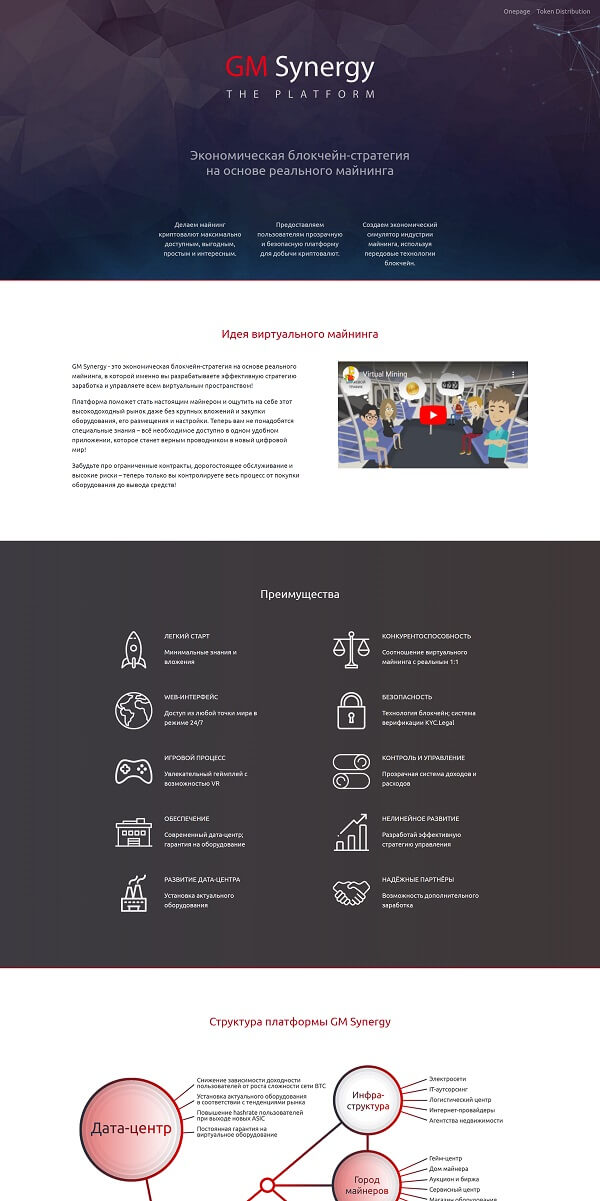 Onepage Token Distribution
GM Synergy
THE PLATFORM
Экономическая блокчейн-стратегия
на основе реального майнинга
Делаем майнинг
криптовалют максимально
доступным, выгодным,
простым и интересным.
Предоставляем
пользователям прозрачную
и безопасную платформу
для добычи криптовалют.
Создаем экономический
симулятор индустрии
майнинга, используя
передовые технологии
блокчейн.
Идея виртуального майнинга
GM Synergy - это экономическая блокчейн-стратегия на основе реального
майнинга, в которой именно вы разрабатываете эффективную стратегию
заработка и управляете всем виртуальным пространством!
Платформа поможет стать настоящим майнером и ощутить на себе этот
высокодоходный рынок даже без крупных вложений и закупки
оборудования, его размещения и настройки. Теперь вам не понадобятся
специальные знания – всё необходимое доступно в одном удобном
приложении, которое станет верным проводником в новый цифровой
мир!
Забудьте про ограниченные контракты, дорогостоящее обслуживание и
высокие риски – теперь только вы контролируете весь процесс от покупки
оборудования до вывода средств!
Virtual Mining
Преимущества
ЛЕГКИЙ СТАРТ
Минимальные знания и
вложения
КОНКУРЕНТОСПОСОБНОСТЬ
Соотношение виртуального
майнинга с реальным 1:1
WEB-ИНТЕРФЕЙС
Доступ из любой точки мира в
режиме 24/7
БЕЗОПАСНОСТЬ
Технология блокчейн; система
верификации KYC.Legal
ИГРОВОЙ ПРОЦЕСС
Увлекательный геймплей с
возможностью VR
КОНТРОЛЬ И УПРАВЛЕНИЕ
Прозрачная система доходов и
расходов
ОБЕСПЕЧЕНИЕ
Современный дата-центр;
гарантия на оборудование
НЕЛИНЕЙНОЕ РАЗВИТИЕ
Разработай эффективную
стратегию управления
РАЗВИТИЕ ДАТА-ЦЕНТРА
Установка актуального
оборудования
НАДЁЖНЫЕ ПАРТНЁРЫ
Возможность дополнительного
заработка
Структура платформы GM Synergy
Дата-центр
Снижение зависимости доходности
пользователей от роста сложности сети BTC
Установка актуального оборудования
в соответствии с тенденциями рынка
Повышение hashrate пользователей
при выходе новых ASIC
Постоянная гарантия на
виртуальное оборудование
Инфра-
структура
Электросети
IT-аутсорсинг
Логистический центр
Интернет-провайдеры
Агентства недвижимости
Город
майнеров
Гейм-центр
Дом майнера
Аукцион и биржа
Сервисный центр
Магазин оборудования